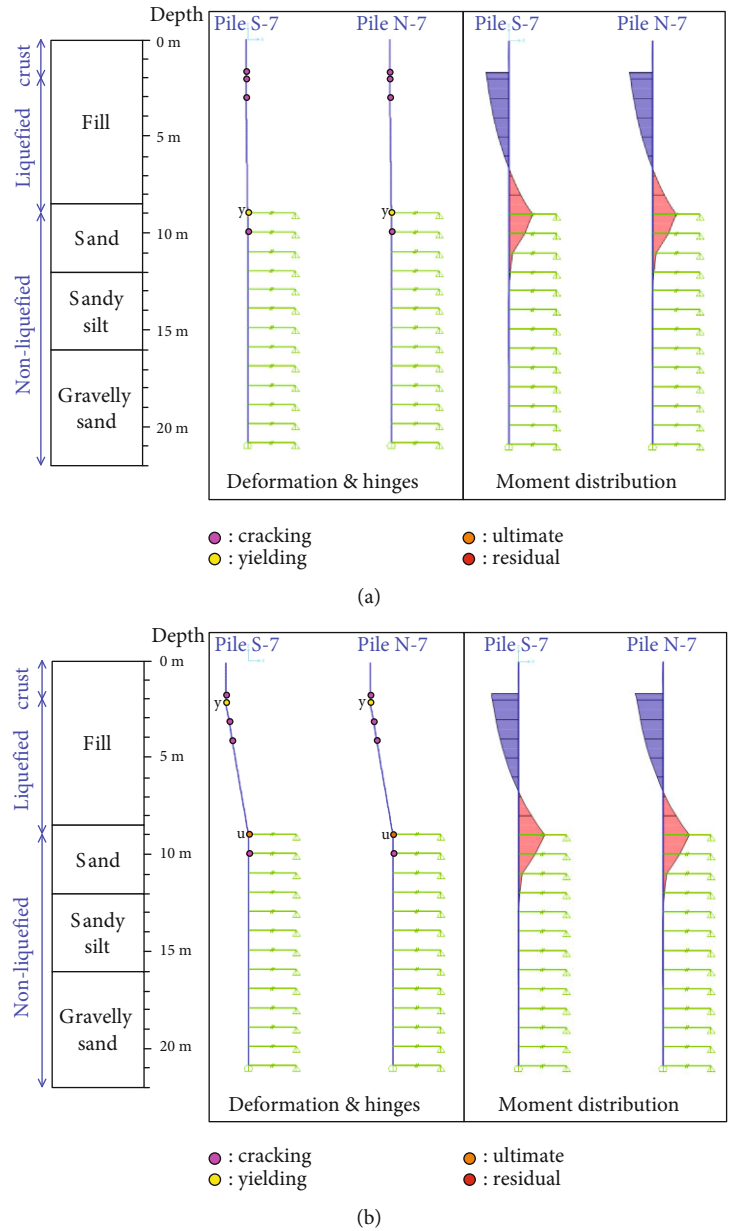 Depth
Pile S-7
Pile N-7
Pile S-7
Pile N-7
0 m
crust
Liquefied
Fill
5 m
y
y
Sand
10 m
Non-liquefied
Sandy
silt
15 m
Gravelly
sand
20 m
Deformation & hinges
Moment distribution
: cracking
: ultimate
: yielding
: residual
(a)
Depth
Pile S-7
Pile N-7
Pile S-7
Pile N-7
0 m
crust
y
y
Liquefied
Fill
5 m
u
u
Sand
10 m
Non-liquefied
Sandy
silt
15 m
Gravelly
sand
20 m
Deformation & hinges
Moment distribution
: cracking
: ultimate
: yielding
: residual
(b)